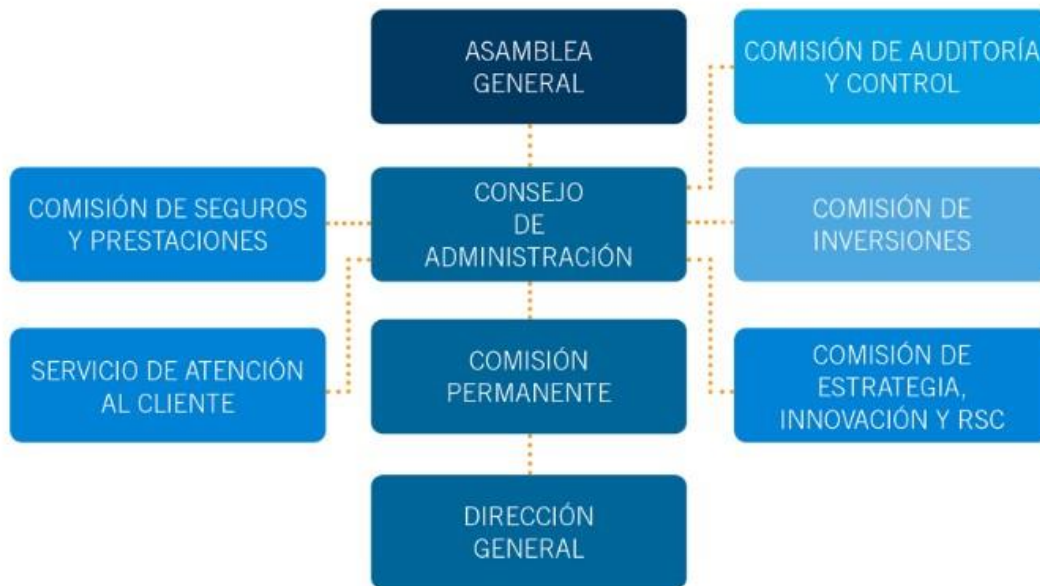 ASAMBLEA
GENERAL
COMISIÓN DE AUDITORÍA
Y CONTROL
COMISIÓN DE SEGUROS
Y PRESTACIONES
CONSEJO
DE
ADMINISTRACIÓN
COMISIÓN DE
INVERSIONES
SERVICIO DE ATENCIÓN
AL CLIENTE
COMISIÓN
PERMANENTE
COMISIÓN DE
ESTRATEGIA,
INNOVACIÓN Y RSC
DIRECCIÓN
GENERAL